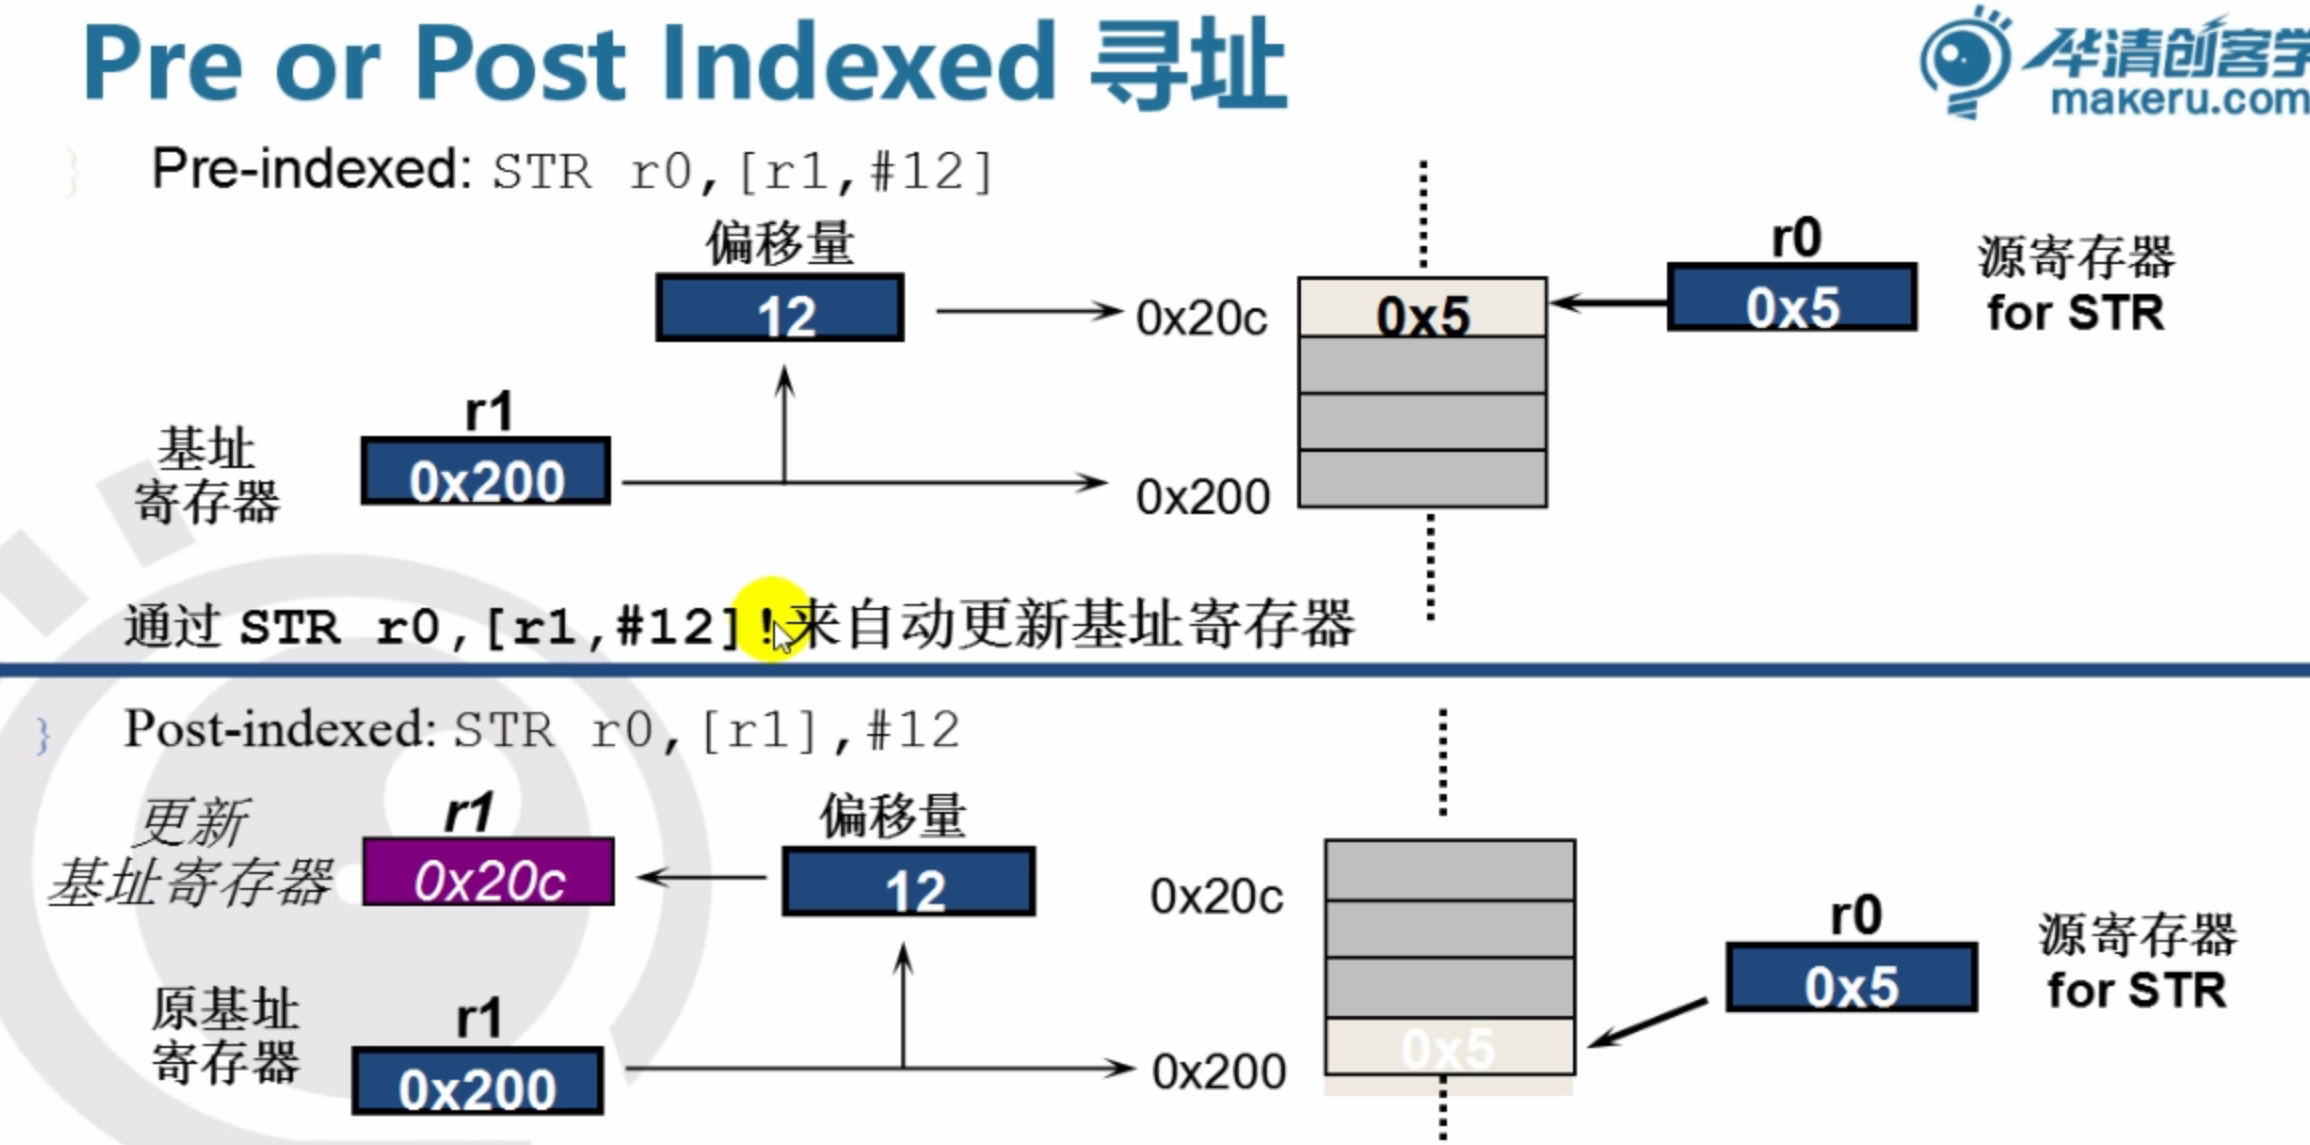 Pre or Post Indexed 寻址
华清创客学
makeru.com
Pre-indexed: STR r0,[r1,#12]
偏移量
12
0x20c
0x5
r0
0x5
源寄存器
for STR
基址
寄存器
r1
0x200
0x200
通过 STR r0,[r1,#12]!来自动更新基址寄存器
Post-indexed: STR r0,[r1],#12
更新
基址寄存器
r1
0x20c
偏移量
12
0x20c
r0
0x5
源寄存器
for STR
原基址
寄存器
r1
0x200
0x200
0x5